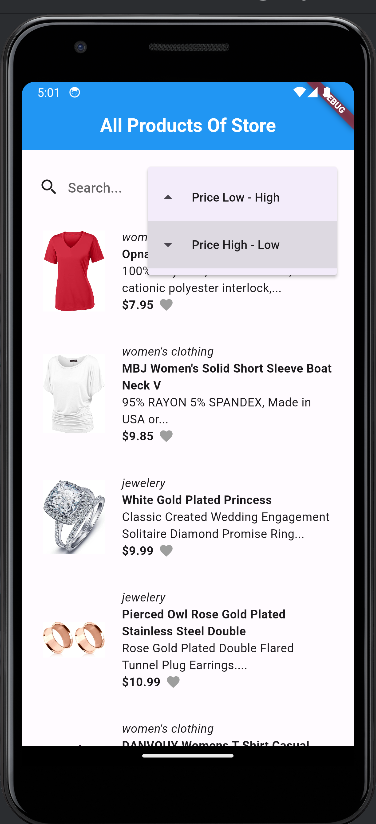 5:01
DEBUG
All Products Of Store
Search...
Price Low - High
Price High - Low
Opna
100%
cationic polyester interlock,...
$7.95
women's clothing
MBJ Women's Solid Short Sleeve Boat
Neck V
95% RAYON 5% SPANDEX, Made in
USA or...
$9.85
jewelery
White Gold Plated Princess
Classic Created Wedding Engagement
Solitaire Diamond Promise Ring...
$9.99
jewelery
Pierced Owl Rose Gold Plated
Stainless Steel Double
Rose Gold Plated Double Flared
Tunnel Plug Earrings....
$10.99
women's clothing
DANVOUY Womens T Shirt Casual